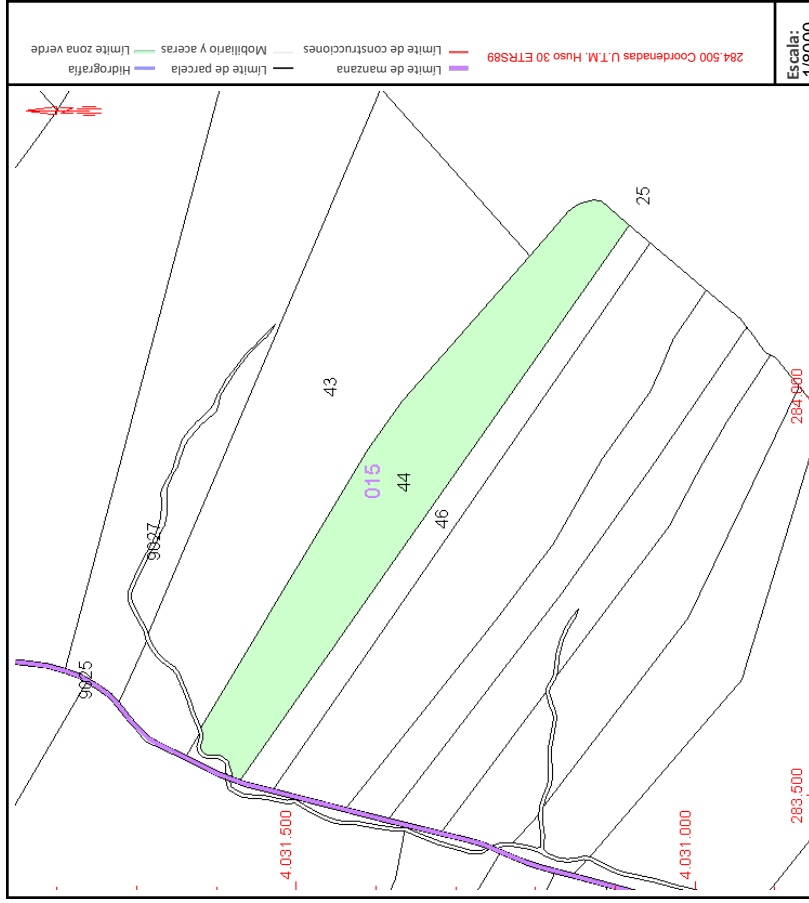 Límite de manzana
Límite de construcciones
Límite de parcela
Mobiliario y aceras
Hidrografía
Límite zona verde
284.500 Coordenadas U.T.M. Huso 30 ETRS89
Escala:
1/8000
25
43
9027
015
44
46
9025
284.000
283.500
4.031.500
4.031.000